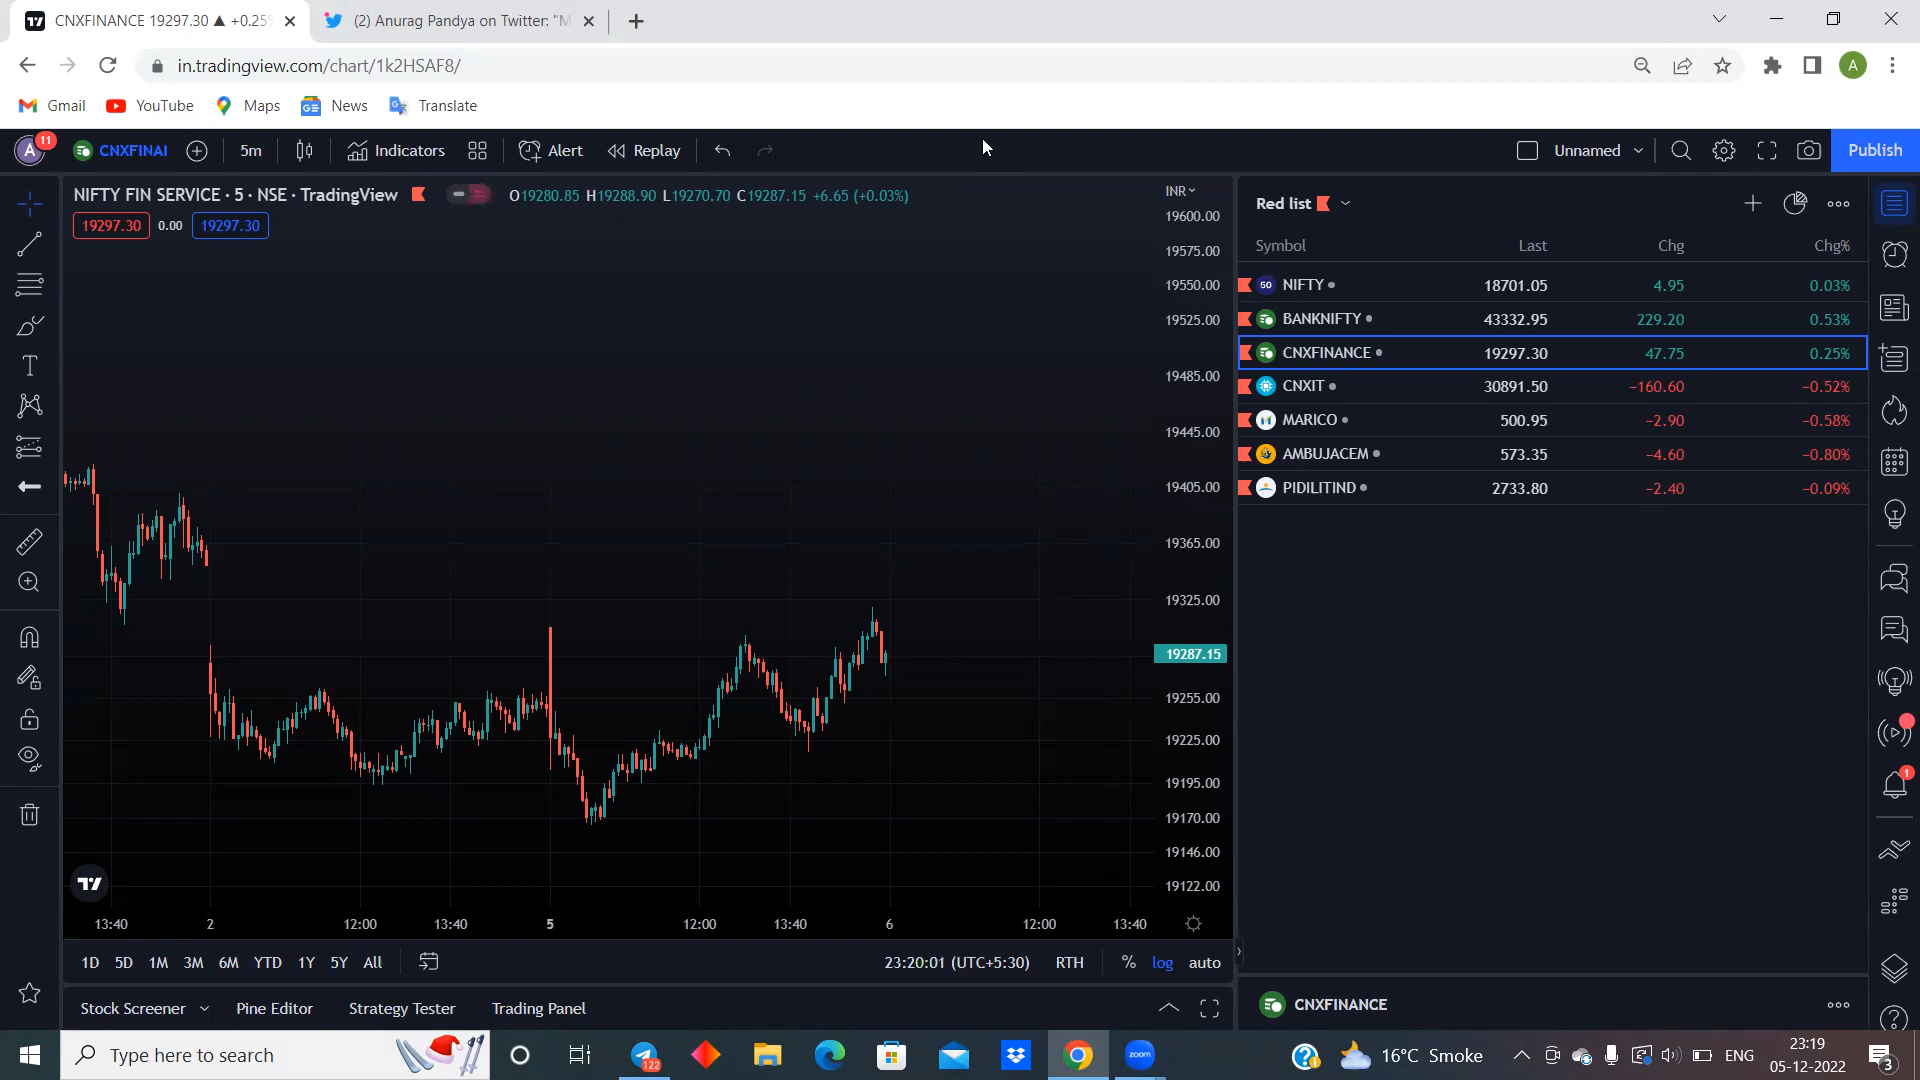 CNXFINANCE 19297.30 ▲ +0.25%
(2) Anurag Pandya on Twitter: "M
in.tradingview.com/chart/1k2HSAF8/
A
Gmail YouTube Maps News Translate
A 11 CNXFINAI 5m Indicators Alert Replay Unnamed Publish
NIFTY FIN SERVICE · 5 · NSE · TradingView O19280.85 H19288.90 L19270.70 C19287.15 +6.65 (+0.03%)
19297.30 0.00 19297.30
INR
19600.00
19575.00
19550.00
19525.00
19485.00
19445.00
19405.00
19365.00
19325.00
19287.15
19255.00
19225.00
19195.00
19170.00
19146.00
19122.00
13:40 2 12:00 13:40 5 12:00 13:40 6 12:00 13:40
1D 5D 1M 3M 6M YTD 1Y 5Y All 23:20:01 (UTC+5:30) RTH % log auto
Stock Screener Pine Editor Strategy Tester Trading Panel
Red list
Symbol Last Chg Chg%
50 NIFTY 18701.05 4.95 0.03%
BANKNIFTY 43332.95 229.20 0.53%
CNXFINANCE 19297.30 47.75 0.25%
CNXIT 30891.50 −160.60 −0.52%
MARICO 500.95 −2.90 −0.58%
AMBUJACEM 573.35 −4.60 −0.80%
PIDILITIND 2733.80 −2.40 −0.09%
1
CNXFINANCE
Type here to search
122
zoom
16°C Smoke
ENG
23:19
05-12-2022
3